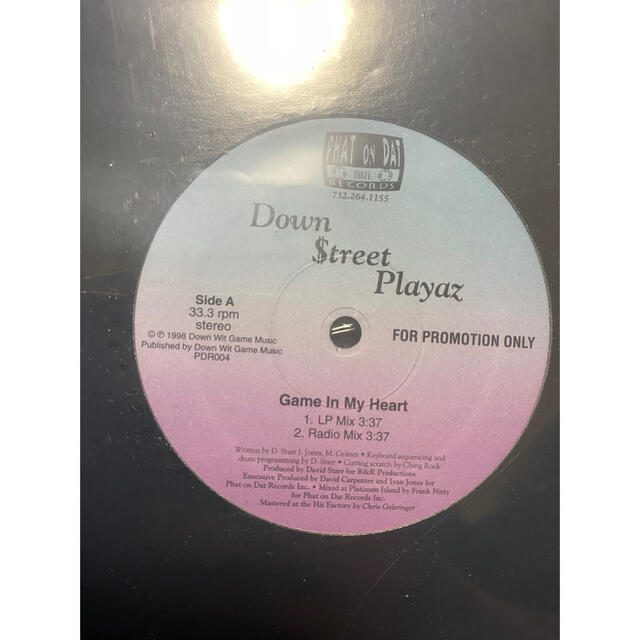 PHAT ON DAT
RECORDS
732.264.1155
Down
$treet
Playaz
Side A
33.3 rpm
stereo
© ℗ 1998 Down Wit Game Music
Published by Down Wit Game Music
PDR004
FOR PROMOTION ONLY
Game In My Heart
1. LP Mix 3:37
2. Radio Mix 3:37
Written by D. Starr I. Jones, M. Grimes • Keyboard sequencing and
drum programming by D. Starr • Cutting scratch by Ching Rock
Produced by David Starr for R&R Productions
Executive Produced by David Carpenter and Ivan Jones for
Phat on Dat Records Inc. • Mixed at Platinum Island by Frank Nitty
for Phat on Dat Records Inc.
Mastered at the Hit Factory by Chris Gehringer